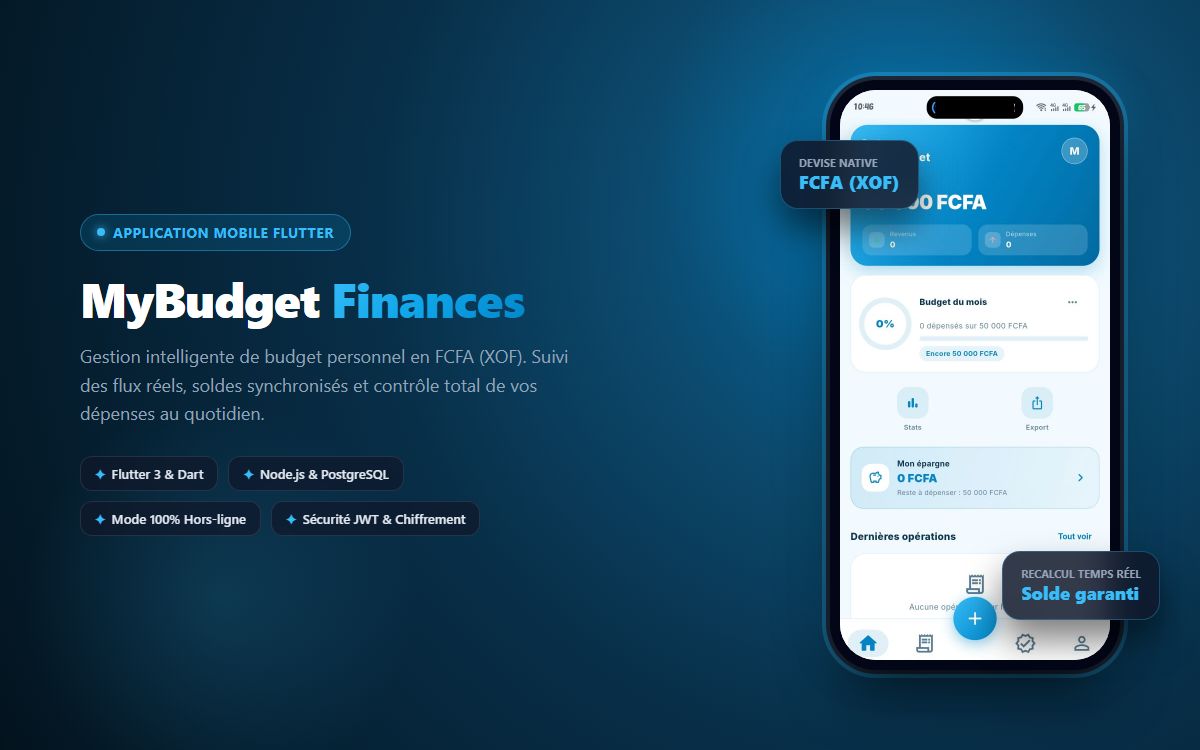 APPLICATION MOBILE FLUTTER
MyBudget Finances
Gestion intelligente de budget personnel en FCFA (XOF). Suivi
des flux réels, soldes synchronisés et contrôle total de vos
dépenses au quotidien.
✦ Flutter 3 & Dart
✦ Node.js & PostgreSQL
✦ Mode 100% Hors-ligne
✦ Sécurité JWT & Chiffrement
10:46
4G
4G
85
M
DEVISE NATIVE
FCFA (XOF)
FCFA
Revenus
0
Dépenses
0
Budget du mois
0%
0 dépensés sur 50 000 FCFA
Encore 50 000 FCFA
Stats
Export
Mon épargne
0 FCFA
Reste à dépenser : 50 000 FCFA
Dernières opérations
Tout voir
Aucune
RECALCUL TEMPS RÉEL
Solde garanti